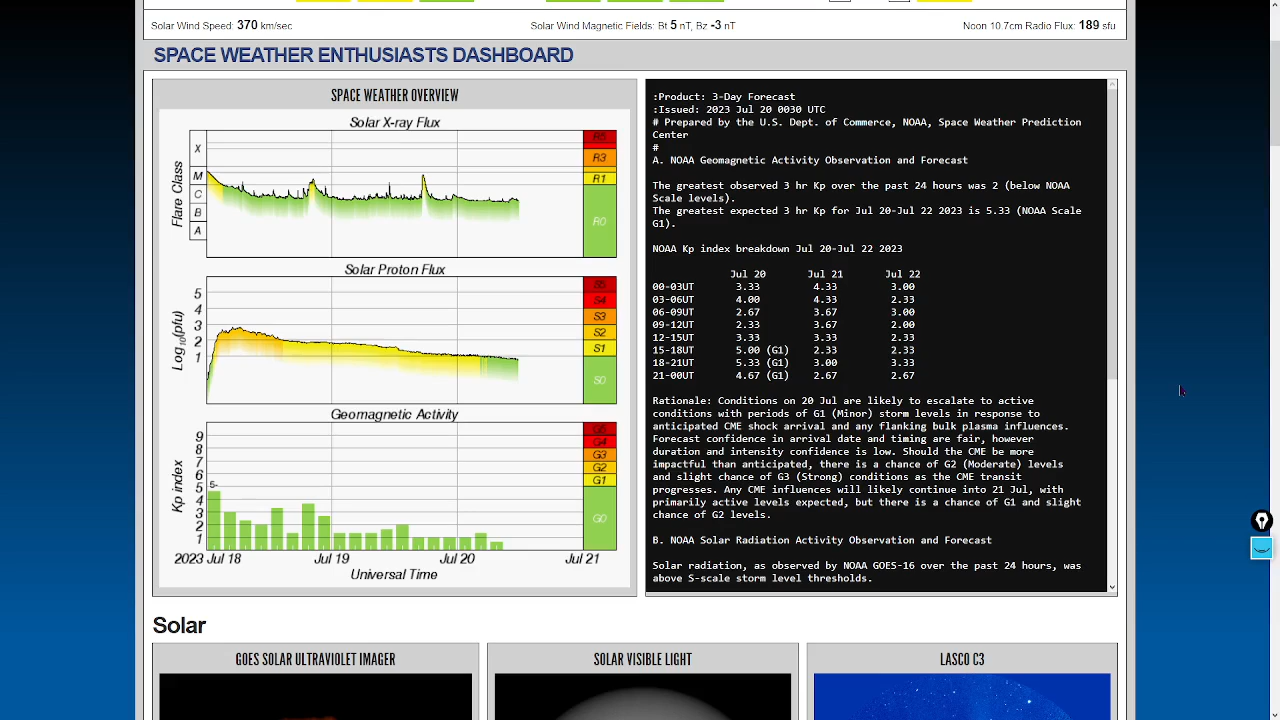 Solar Wind Speed: 370 km/sec
Solar Wind Magnetic Fields: Bt 5 nT, Bz -3 nT
Noon 10.7cm Radio Flux: 189 sfu
SPACE WEATHER ENTHUSIASTS DASHBOARD
SPACE WEATHER OVERVIEW
Solar X-ray Flux
Flare Class
X
M
C
B
A
R5
R3
R1
R0
Solar Proton Flux
Log10(pfu)
5
4
3
2
1
S5
S4
S3
S2
S1
S0
Geomagnetic Activity
Kp index
9
8
7
6
5
4
3
2
1
5-
G5
G4
G3
G2
G1
G0
2023 Jul 18 Jul 19 Jul 20 Jul 21
Universal Time
:Product: 3-Day Forecast
:Issued: 2023 Jul 20 0030 UTC
# Prepared by the U.S. Dept. of Commerce, NOAA, Space Weather Prediction
Center
#
A. NOAA Geomagnetic Activity Observation and Forecast
The greatest observed 3 hr Kp over the past 24 hours was 2 (below NOAA
Scale levels).
The greatest expected 3 hr Kp for Jul 20-Jul 22 2023 is 5.33 (NOAA Scale
G1).
NOAA Kp index breakdown Jul 20-Jul 22 2023
Jul 20 Jul 21 Jul 22
00-03UT 3.33 4.33 3.00
03-06UT 4.00 4.33 2.33
06-09UT 2.67 3.67 3.00
09-12UT 2.33 3.67 2.00
12-15UT 3.33 3.33 2.33
15-18UT 5.00 (G1) 2.33 2.33
18-21UT 5.33 (G1) 3.00 3.33
21-00UT 4.67 (G1) 2.67 2.67
Rationale: Conditions on 20 Jul are likely to escalate to active
conditions with periods of G1 (Minor) storm levels in response to
anticipated CME shock arrival and any flanking bulk plasma influences.
Forecast confidence in arrival date and timing are fair, however
duration and intensity confidence is low. Should the CME be more
impactful than anticipated, there is a chance of G2 (Moderate) levels
and slight chance of G3 (Strong) conditions as the CME transit
progresses. Any CME influences will likely continue into 21 Jul, with
primarily active levels expected, but there is a chance of G1 and slight
chance of G2 levels.
B. NOAA Solar Radiation Activity Observation and Forecast
Solar radiation, as observed by NOAA GOES-16 over the past 24 hours, was
above S-scale storm level thresholds.
Solar
GOES SOLAR ULTRAVIOLET IMAGER
SOLAR VISIBLE LIGHT
LASCO C3